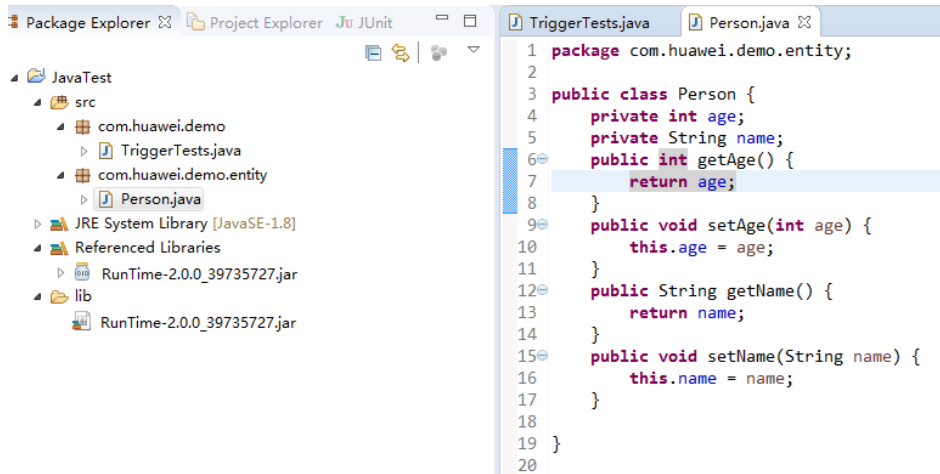 Package Explorer Project Explorer Ju JUnit
JavaTest
src
com.huawei.demo
TriggerTests.java
com.huawei.demo.entity
Person.java
JRE System Library [JavaSE-1.8]
Referenced Libraries
RunTime-2.0.0_39735727.jar
lib
RunTime-2.0.0_39735727.jar
TriggerTests.java Person.java
1 package com.huawei.demo.entity;
2
3 public class Person {
4 private int age;
5 private String name;
6 public int getAge() {
7 return age;
8 }
9 public void setAge(int age) {
10 this.age = age;
11 }
12 public String getName() {
13 return name;
14 }
15 public void setName(String name) {
16 this.name = name;
17 }
18
19 }
20